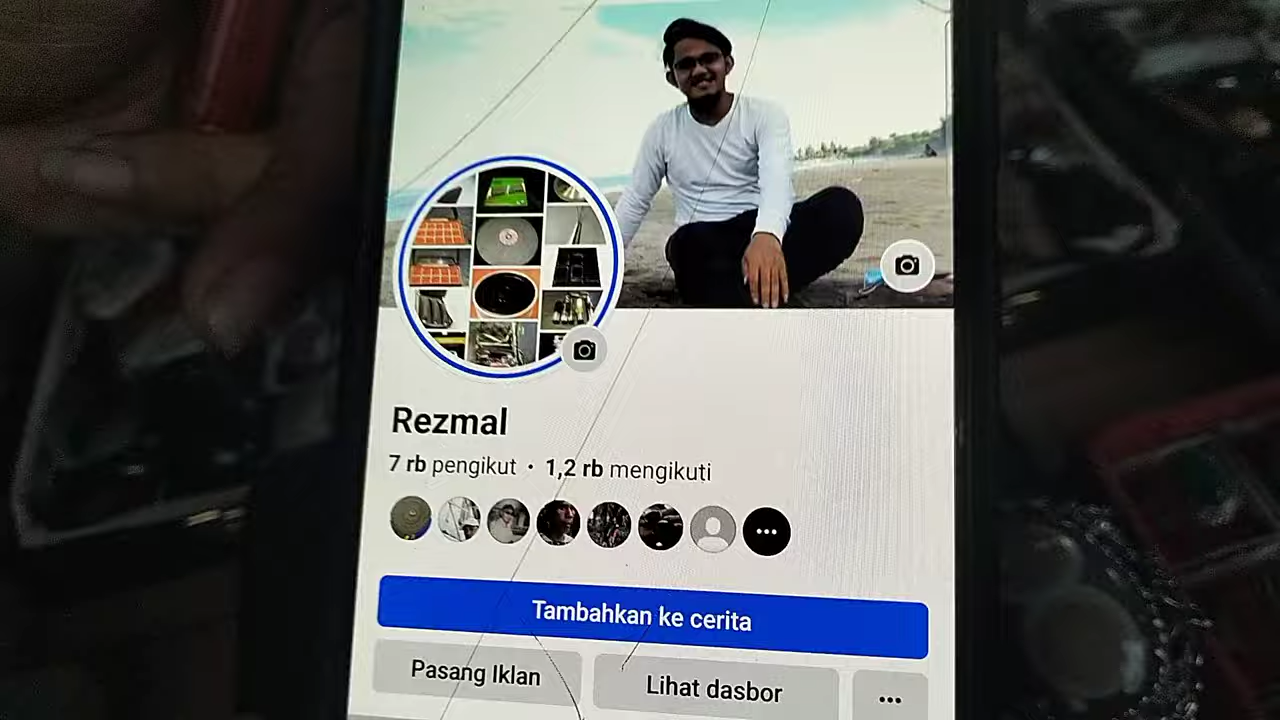 Rezmal
7 rb pengikut • 1,2 rb mengikuti
Tambahkan ke cerita
Pasang Iklan
Lihat dasbor